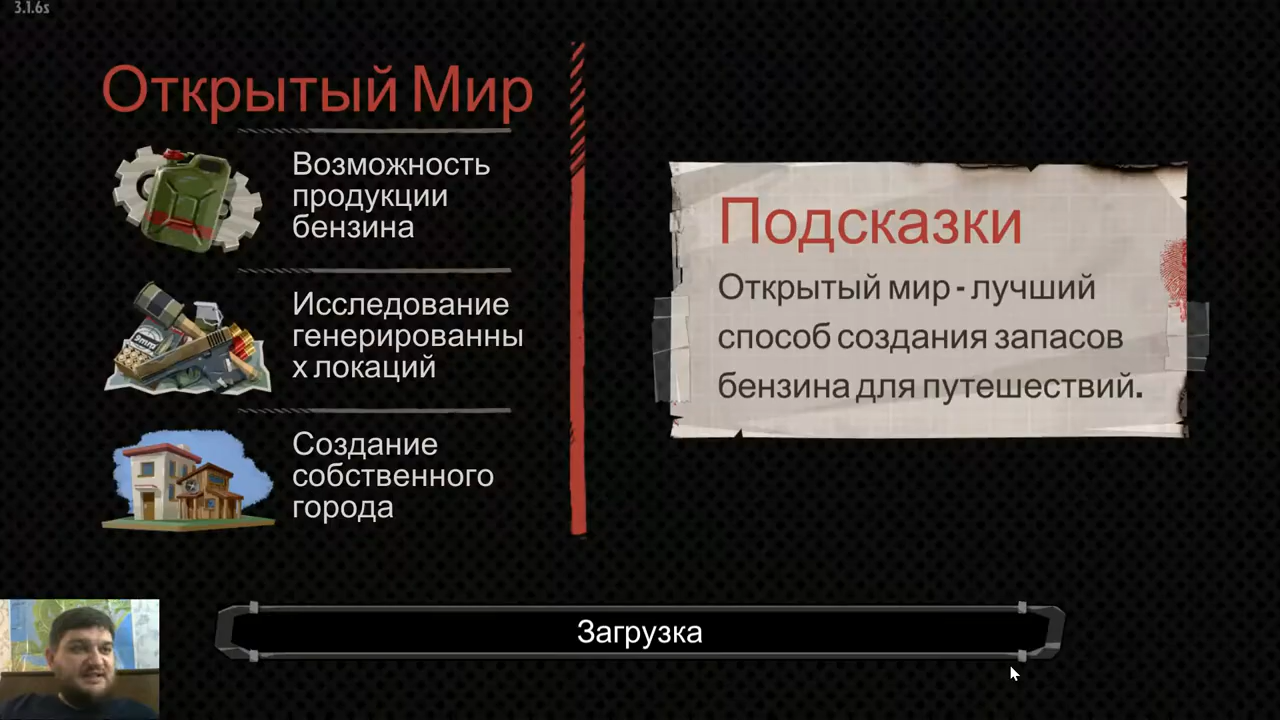 3.1.6s
Открытый Мир
Возможность
продукции
бензина
Исследование
генерированны
х локаций
Создание
собственного
города
Подсказки
Открытый мир - лучший
способ создания запасов
бензина для путешествий.
Загрузка